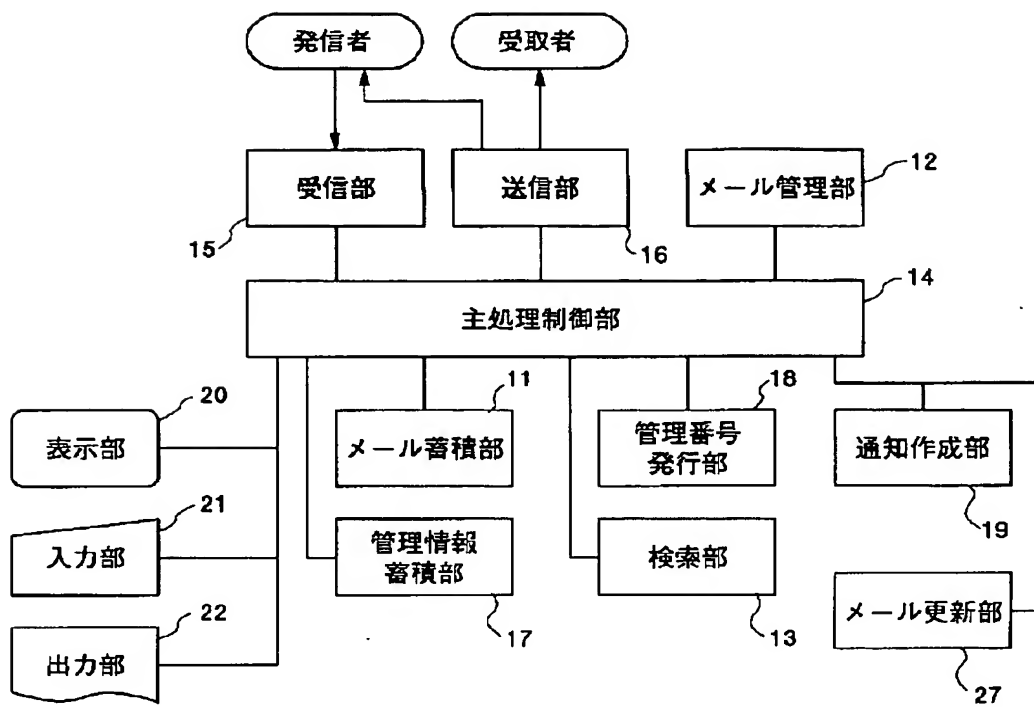 発信者
受取者
受信部
送信部
メール管理部
12
15
16
14
主処理制御部
20
11
18
表示部
メール蓄積部
管理番号
発行部
通知作成部
21
19
入力部
管理情報
蓄積部
検索部
22
17
13
メール更新部
出力部
27